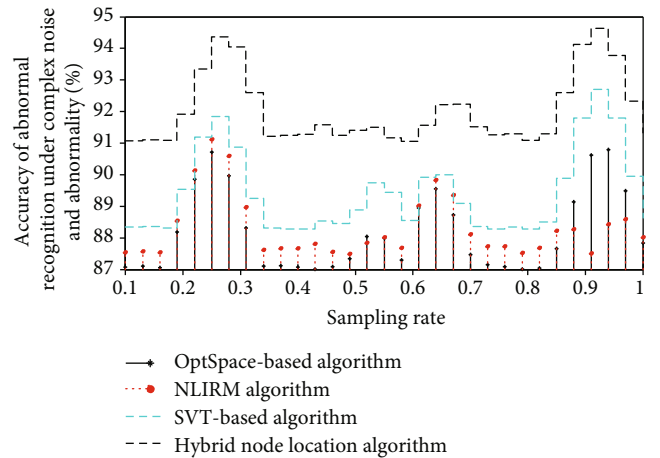 Accuracy of abnormal
recognition under complex noise
and abnormality (%)
95
94
93
92
91
90
89
88
87
0.1 0.2 0.3 0.4 0.5 0.6 0.7 0.8 0.9 1
Sampling rate
OptSpace-based algorithm
NLIRM algorithm
SVT-based algorithm
Hybrid node location algorithm